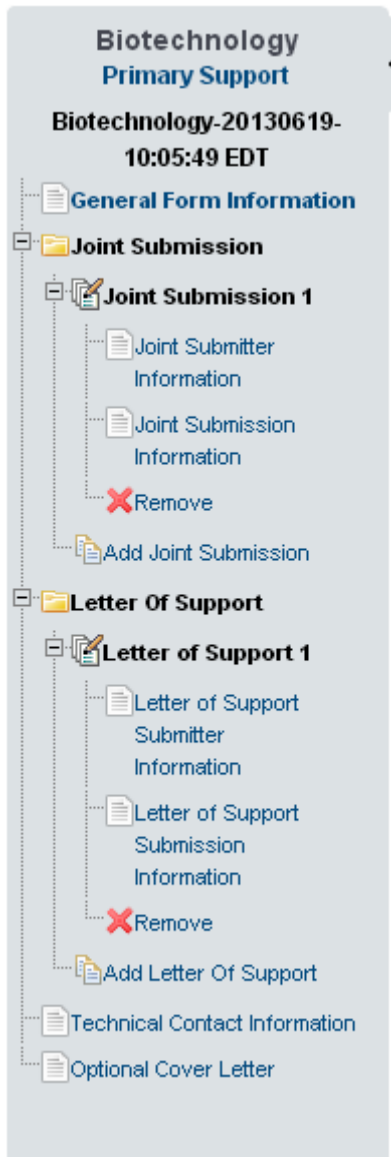 Biotechnology
Primary Support
Biotechnology-20130619-
10:05:49 EDT
General Form Information
Joint Submission
Joint Submission 1
Joint Submitter
Information
Joint Submission
Information
Remove
Add Joint Submission
Letter Of Support
Letter of Support 1
Letter of Support
Submitter
Information
Letter of Support
Submission
Information
Remove
Add Letter Of Support
Technical Contact Information
Optional Cover Letter